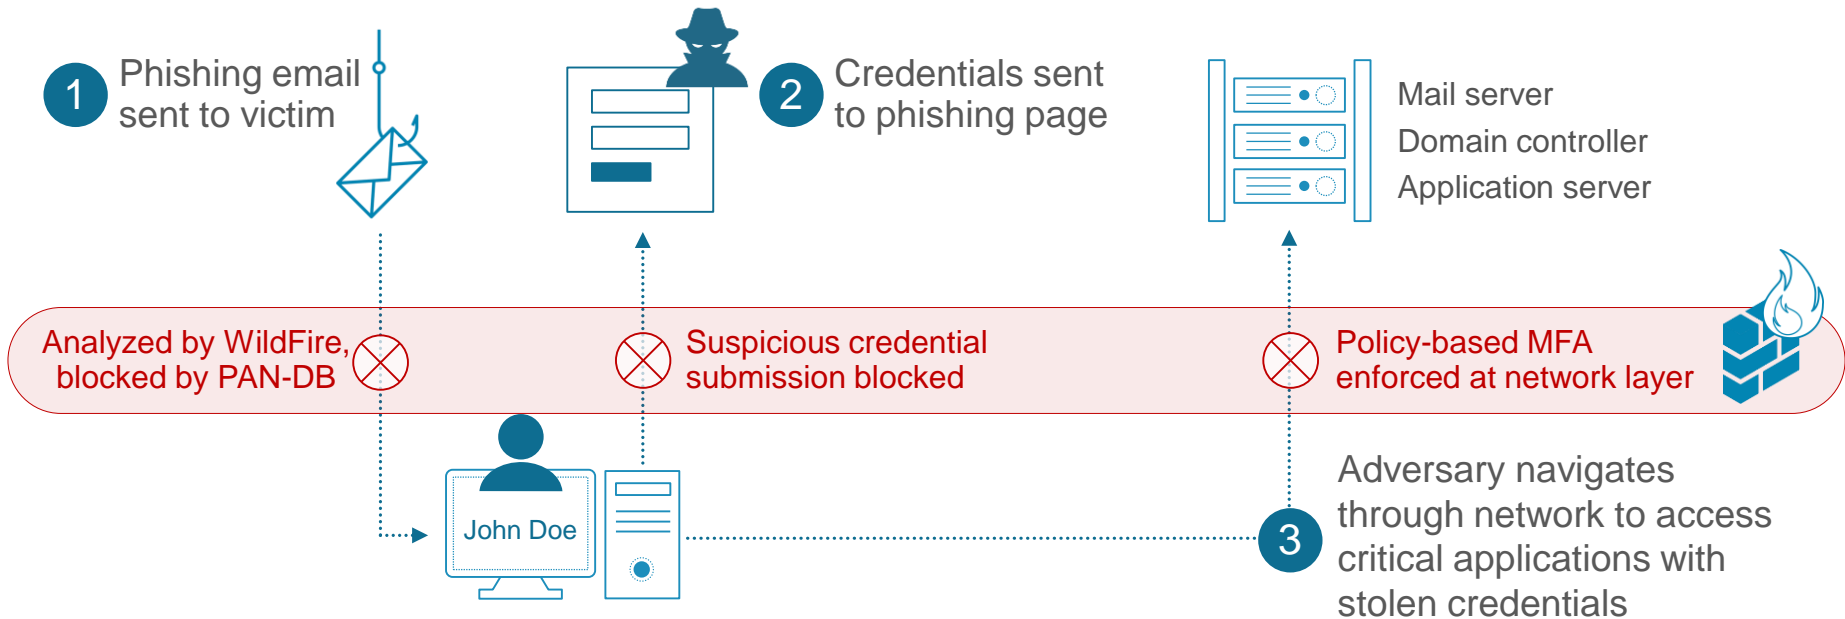 1
Phishing email
sent to victim
2
Credentials sent
to phishing page
Mail server
Domain controller
Application server
Analyzed by WildFire,
blocked by PAN-DB
Suspicious credential
submission blocked
Policy-based MFA
enforced at network layer
John Doe
3
Adversary navigates
through network to access
critical applications with
stolen credentials